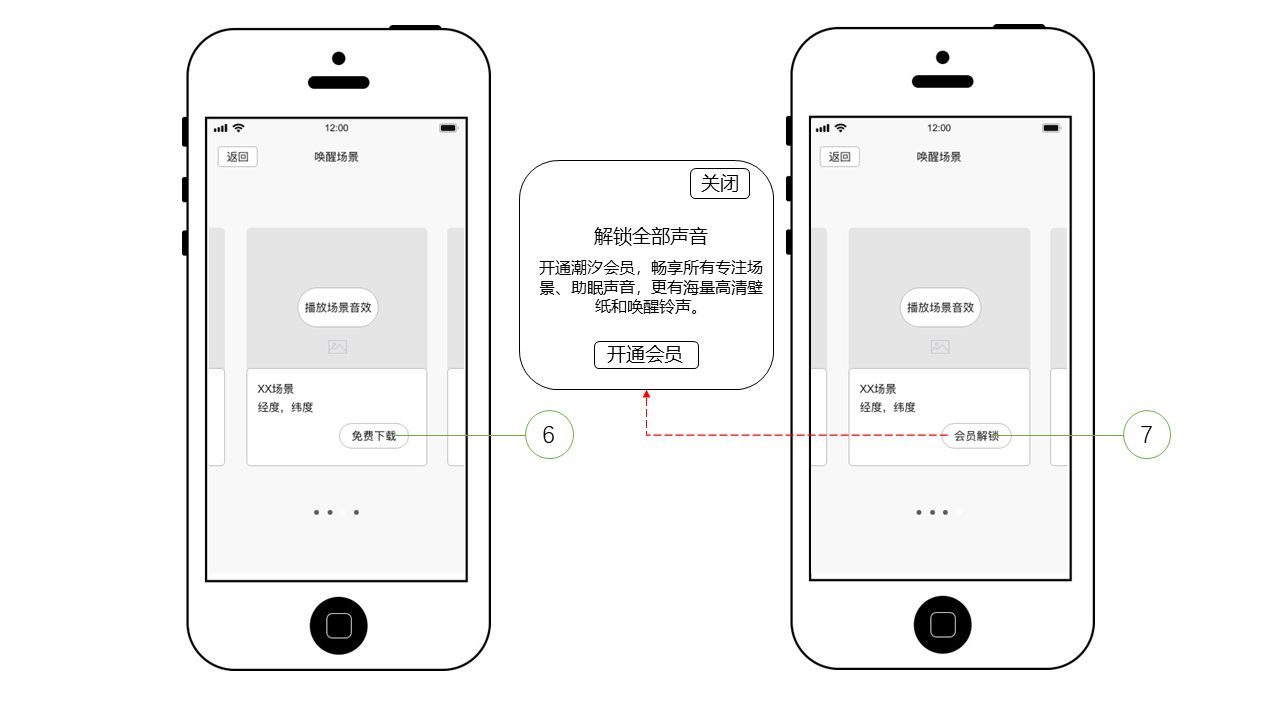 12:00
返回
唤醒场景
播放场景音效
XX场景
经度，纬度
免费下载
6
关闭
解锁全部声音
开通潮汐会员，畅享所有专注场
景、助眠声音，更有海量高清壁
纸和唤醒铃声。
开通会员
12:00
返回
唤醒场景
播放场景音效
XX场景
经度，纬度
会员解锁
7